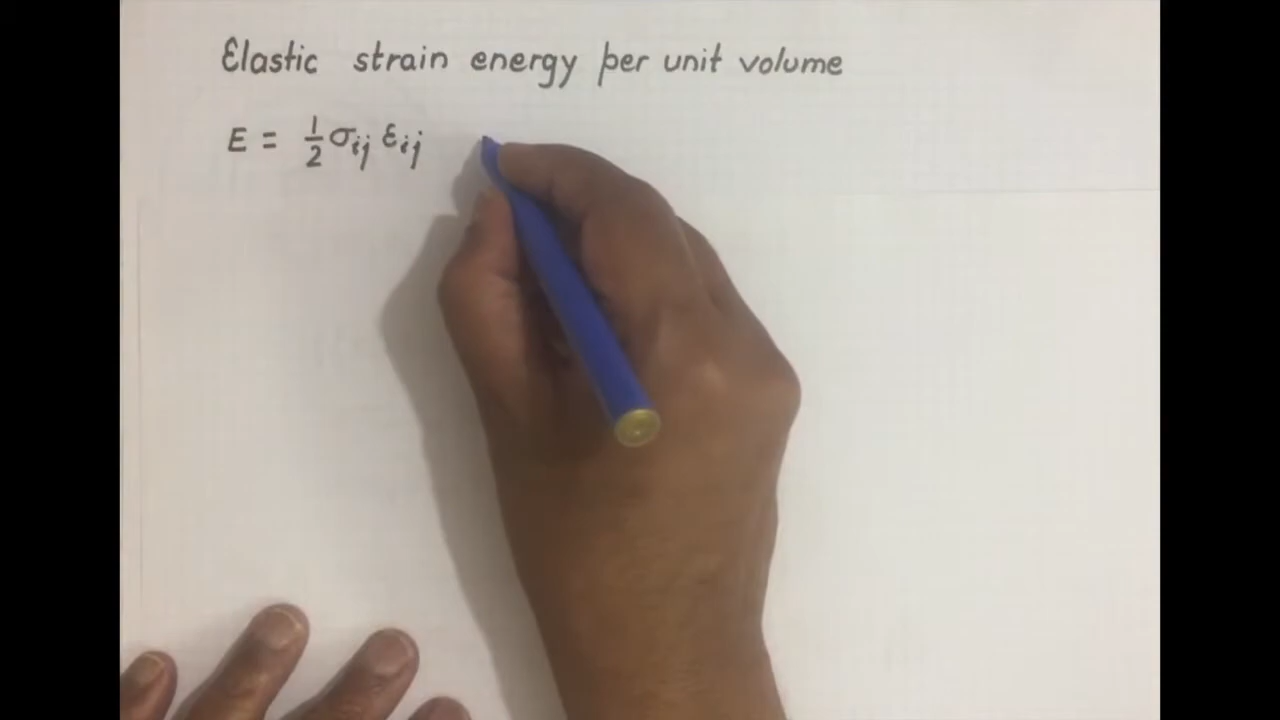 Elastic strain energy per unit volume
E = 1/2 σij εij